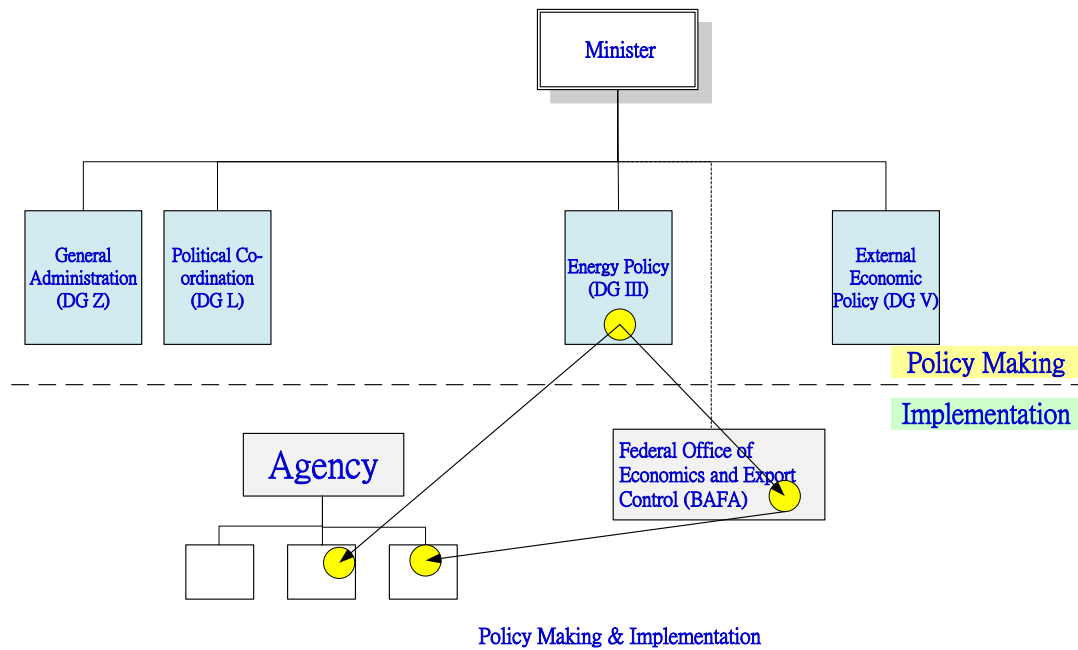 Minister
General
Administration
(DG Z)
Political Co-
ordination
(DG L)
Energy Policy
(DG III)
External
Economic
Policy (DG V)
Policy Making
Implementation
Agency
Federal Office of
Economics and Export
Control (BAFA)
Policy Making & Implementation